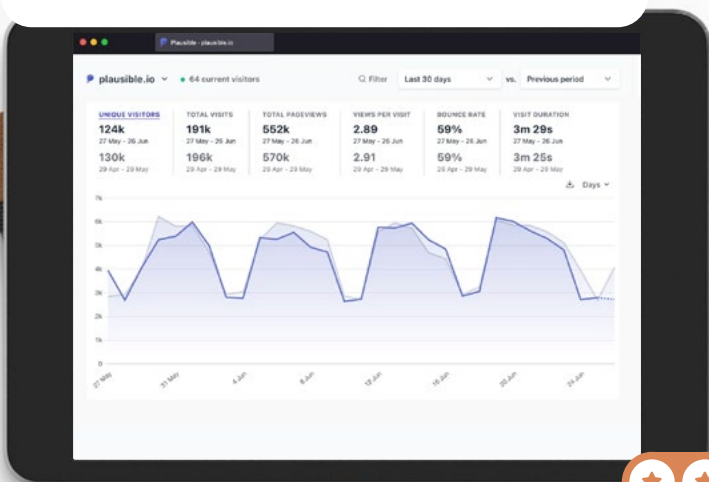 Plausible · plausible.io
plausible.io 64 current visitors Filter Last 30 days vs. Previous period
UNIQUE VISITORS TOTAL VISITS TOTAL PAGEVIEWS VIEWS PER VISIT BOUNCE RATE VISIT DURATION
124k 191k 552k 2.89 59% 3m 29s
27 May - 26 Jun 27 May - 26 Jun 27 May - 26 Jun 27 May - 26 Jun 27 May - 26 Jun 27 May - 26 Jun
130k 196k 570k 2.91 59% 3m 25s
29 Apr - 29 May 29 Apr - 29 May 29 Apr - 29 May 29 Apr - 29 May 29 Apr - 29 May 29 Apr - 29 May
Days
7k
6k
5k
4k
3k
2k
1k
0
27 May 31 May 4 Jun 8 Jun 12 Jun 16 Jun 20 Jun 24 Jun